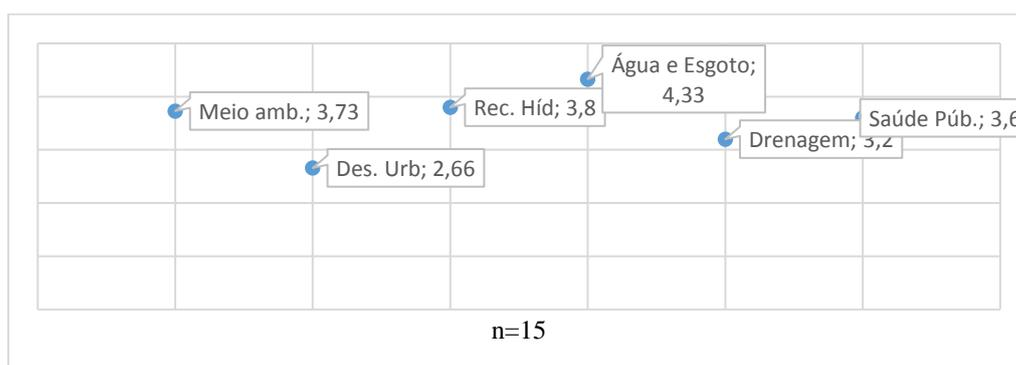 Meio amb.; 3,73
Des. Urb; 2,66
Rec. Híd; 3,8
Água e Esgoto;
4,33
Drenagem; 3,2
Saúde Púb.; 3,6
n=15